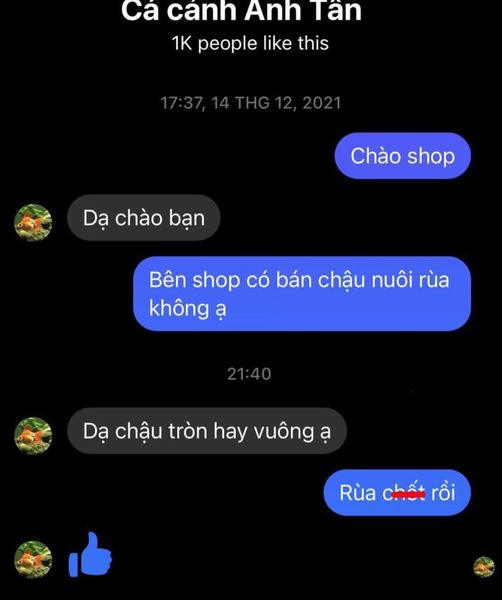 Cá cảnh Anh Tân
1K people like this
17:37, 14 THG 12, 2021
Chào shop
Dạ chào bạn
Bên shop có bán chậu nuôi rùa
không ạ
21:40
Dạ chậu tròn hay vuông ạ
Rùa chết rồi